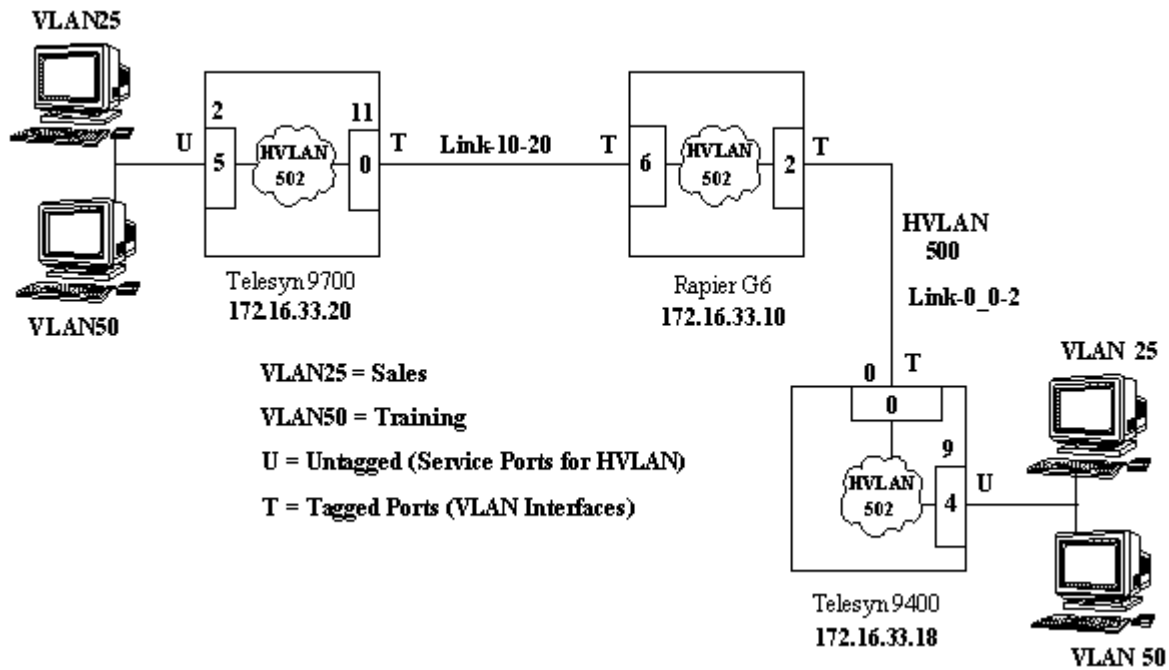 VLAN25
VLAN50
U
2
5
HVLAN
502
11
0
T
Telesyn 9700
172.16.33.20
Link-10-20
T
6
HVLAN
502
2
T
Rapier G6
172.16.33.10
HVLAN
500
Link-0_0-2
VLAN25 = Sales
VLAN50 = Training
U = Untagged (Service Ports for HVLAN)
T = Tagged Ports (VLAN Interfaces)
0
T
0
HVLAN
502
9
4
U
Telesyn 9400
172.16.33.18
VLAN 25
VLAN 50